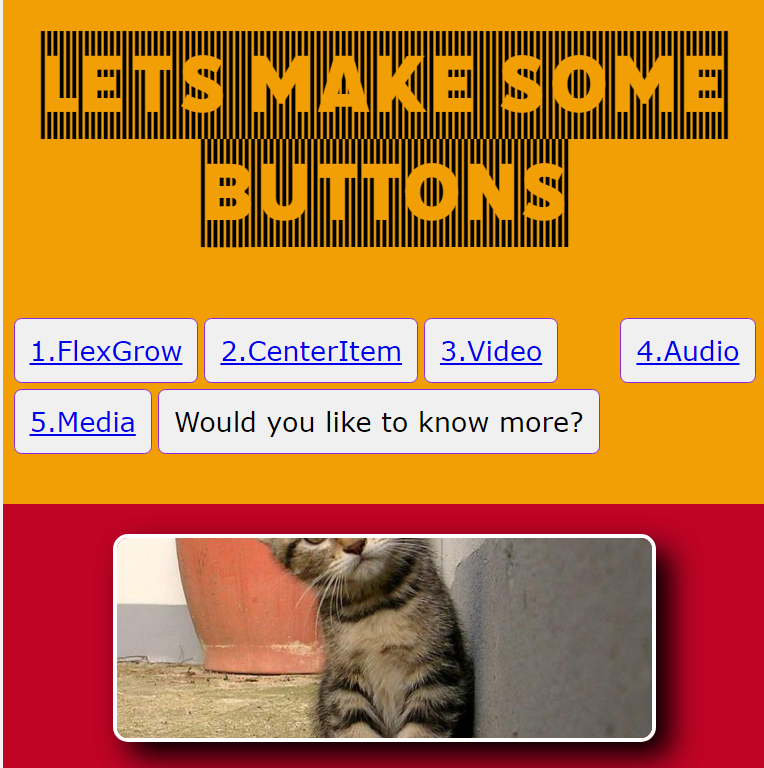 LETS MAKE SOME
BUTTONS
1.FlexGrow 2.CenterItem 3.Video 4.Audio
5.Media Would you like to know more?